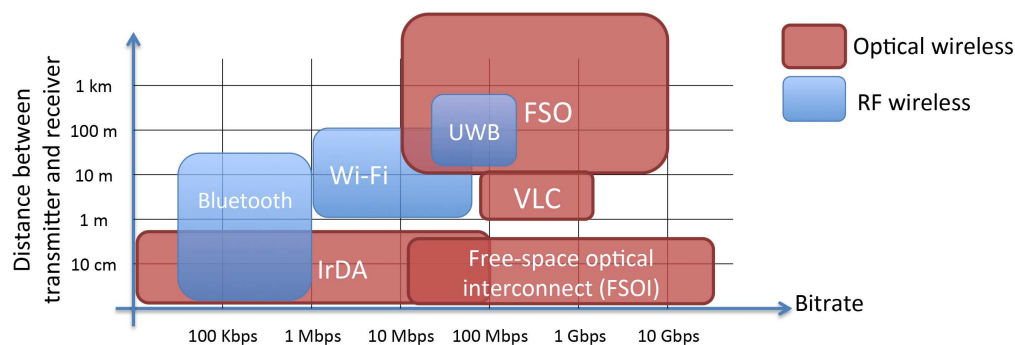 Distance between
transmitter and receiver
1 km
100 m
10 m
1 m
10 cm
Bluetooth
Wi-Fi
UWB
FSO
VLC
IrDA
Free-space optical
interconnect (FSOI)
100 Kbps
1 Mbps
10 Mbps
100 Mbps
1 Gbps
10 Gbps
Bitrate
Optical wireless
RF wireless